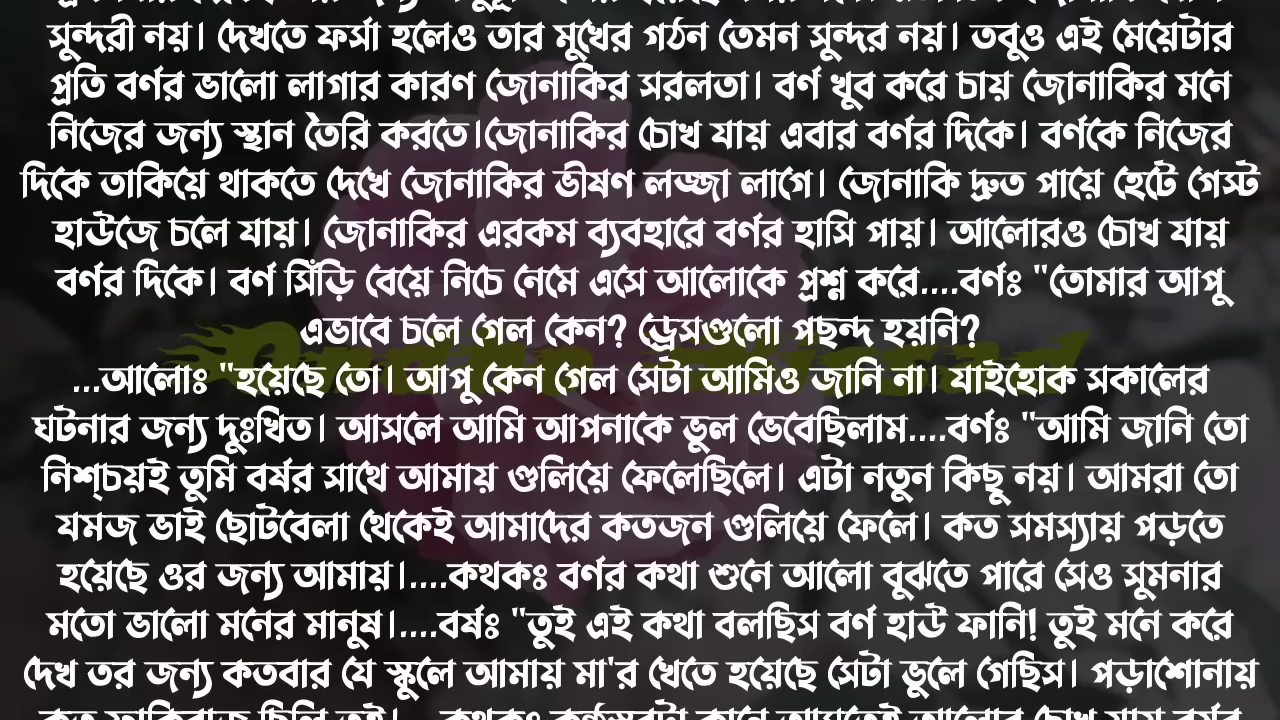 সুন্দরী নয়। দেখতে ফর্সা হলেও তার মুখের গঠন তেমন সুন্দর নয়। তবুও এই মেয়েটার
প্রতি বর্ণর ভালো লাগার কারণ জোনাকির সরলতা। বর্ণ খুব করে চায় জোনাকির মনে
নিজের জন্য স্থান তৈরি করতে।জোনাকির চোখ যায় এবার বর্ণর দিকে। বর্ণকে নিজের
দিকে তাকিয়ে থাকতে দেখে জোনাকির ভীষণ লজ্জা লাগে। জোনাকি দ্রুত পায়ে হেটে গেস্ট
হাউজে চলে যায়। জোনাকির এরকম ব্যবহারে বর্ণর হাসি পায়। আলোরও চোখ যায়
বর্ণর দিকে। বর্ণ সিঁড়ি বেয়ে নিচে নেমে এসে আলোকে প্রশ্ন করে....বর্ণঃ "তোমার আপু
এভাবে চলে গেল কেন? ড্রেসগুলো পছন্দ হয়নি?
...আলোঃ "হয়েছে তো। আপু কেন গেল সেটা আমিও জানি না। যাইহোক সকালের
ঘটনার জন্য দুঃখিত। আসলে আমি আপনাকে ভুল ভেবেছিলাম....বর্ণঃ "আমি জানি তো
নিশ্চয়ই তুমি বর্ষর সাথে আমায় গুলিয়ে ফেলেছিলে। এটা নতুন কিছু নয়। আমরা তো
যমজ ভাই ছোটবেলা থেকেই আমাদের কতজন গুলিয়ে ফেলে। কত সমস্যায় পড়তে
হয়েছে ওর জন্য আমায়।....কথকঃ বর্ণর কথা শুনে আলো বুঝতে পারে সেও সুমনার
মতো ভালো মনের মানুষ।....বর্ষঃ "তুই এই কথা বলছিস বর্ণ হাউ ফানি! তুই মনে করে
দেখ তর জন্য কতবার যে স্কুলে আমায় মা'র খেতে হয়েছে সেটা ভুলে গেছিস। পড়াশোনায়